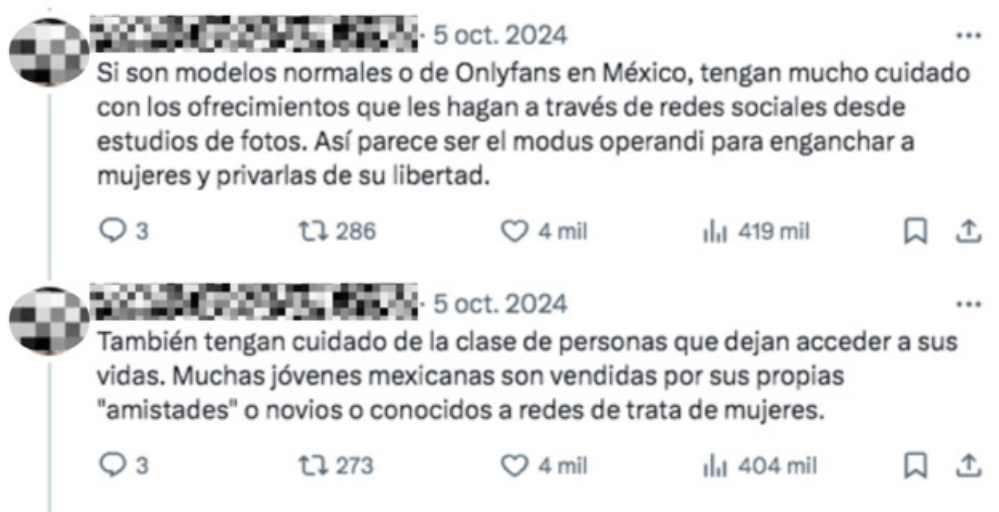 · 5 oct. 2024
Si son modelos normales o de Onlyfans en México, tengan mucho cuidado
con los ofrecimientos que les hagan a través de redes sociales desde
estudios de fotos. Así parece ser el modus operandi para enganchar a
mujeres y privarlas de su libertad.
3 286 4 mil 419 mil
· 5 oct. 2024
También tengan cuidado de la clase de personas que dejan acceder a sus
vidas. Muchas jóvenes mexicanas son vendidas por sus propias
"amistades" o novios o conocidos a redes de trata de mujeres.
3 273 4 mil 404 mil